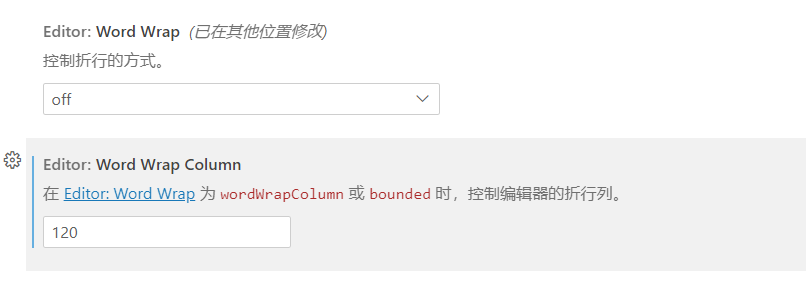 Editor: Word Wrap (已在其他位置修改)
控制折行的方式。
off
Editor: Word Wrap Column
在 Editor: Word Wrap 为 wordWrapColumn 或 bounded 时，控制编辑器的折行列。
120